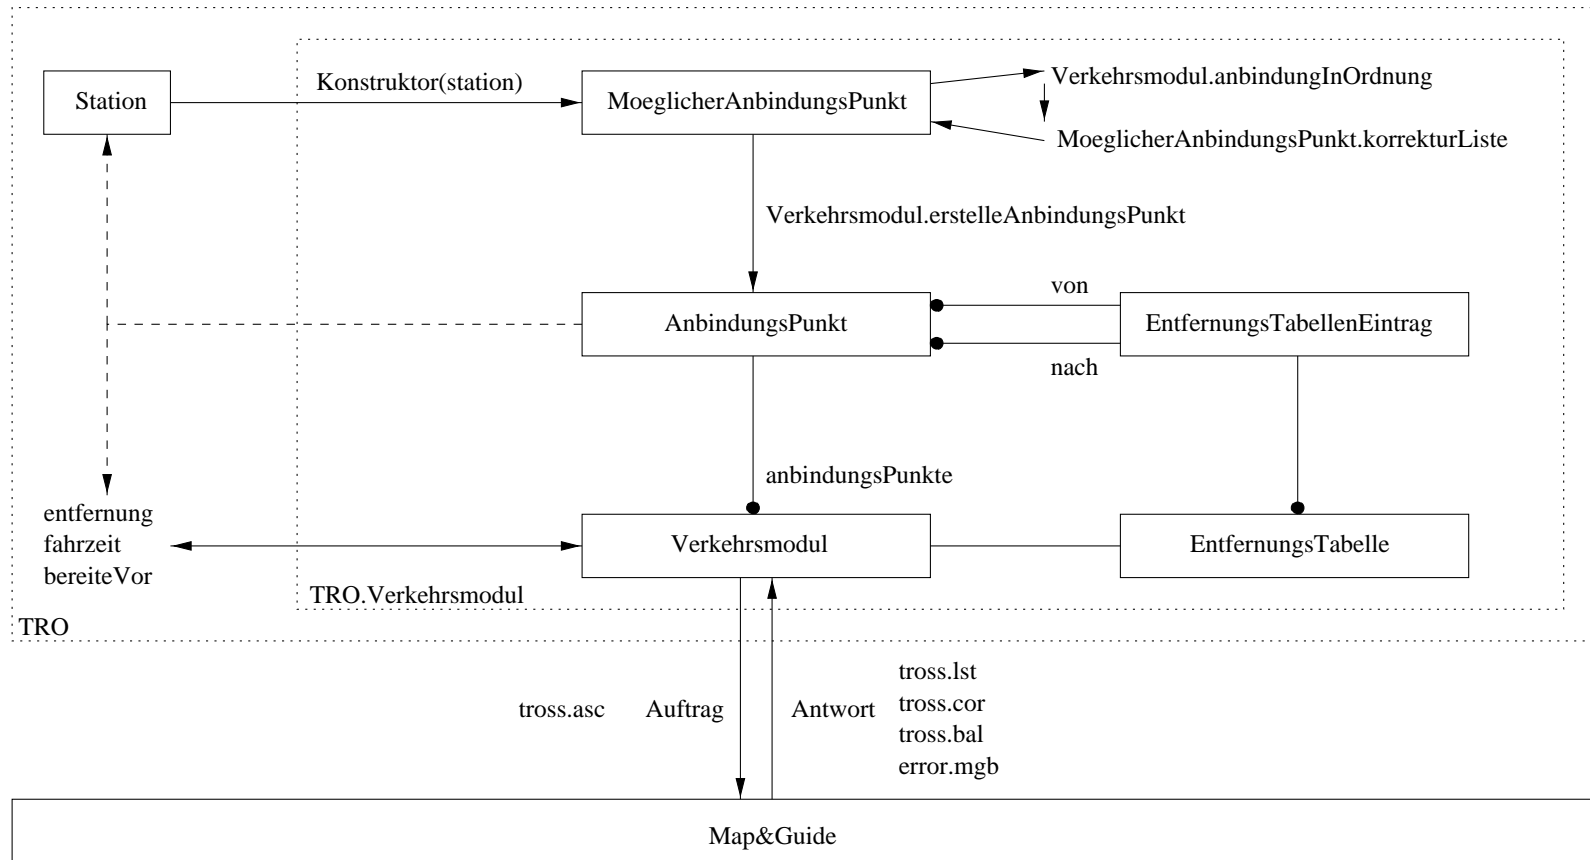 Station
Konstruktor(station)
MoeglicherAnbindungsPunkt
Verkehrsmodul.anbindungInOrdnung
MoeglicherAnbindungsPunkt.korrekturListe
Verkehrsmodul.erstelleAnbindungsPunkt
von
AnbindungsPunkt
EntfernungsTabellenEintrag
nach
anbindungsPunkte
entfernung
fahrzeit
bereiteVor
Verkehrsmodul
EntfernungsTabelle
TRO.Verkehrsmodul
TRO
tross.asc
Auftrag
Antwort
tross.lst
tross.cor
tross.bal
error.mgb
Map&Guide